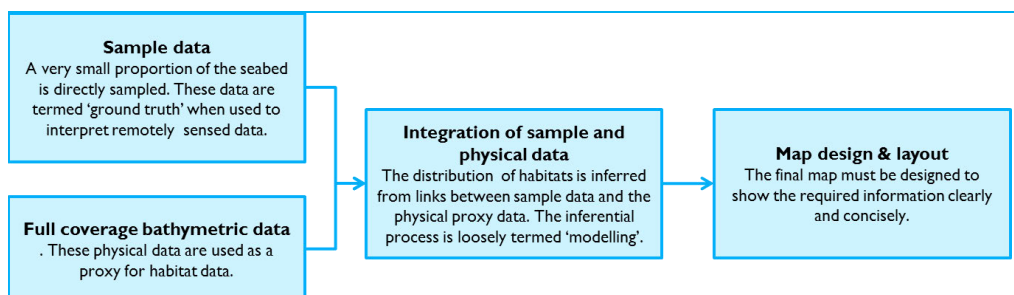 Sample data
A very small proportion of the seabed
is directly sampled. These data are
termed ‘ground truth’ when used to
interpret remotely sensed data.
Full coverage bathymetric data
. These physical data are used as a
proxy for habitat data.
Integration of sample and
physical data
The distribution of habitats is inferred
from links between sample data and the
physical proxy data. The inferential
process is loosely termed ‘modelling’.
Map design & layout
The final map must be designed to
show the required information clearly
and concisely.